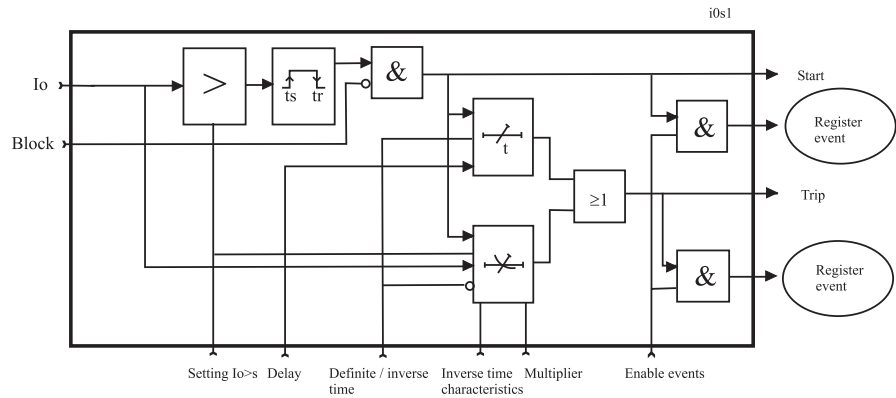 i0s1
Io
>
ts tr
&
Start
Block
&
Register
event
t
≥1
Trip
&
Register
event
Setting Io>s
Delay
Definite / inverse
time
Inverse time
characteristics
Multiplier
Enable events